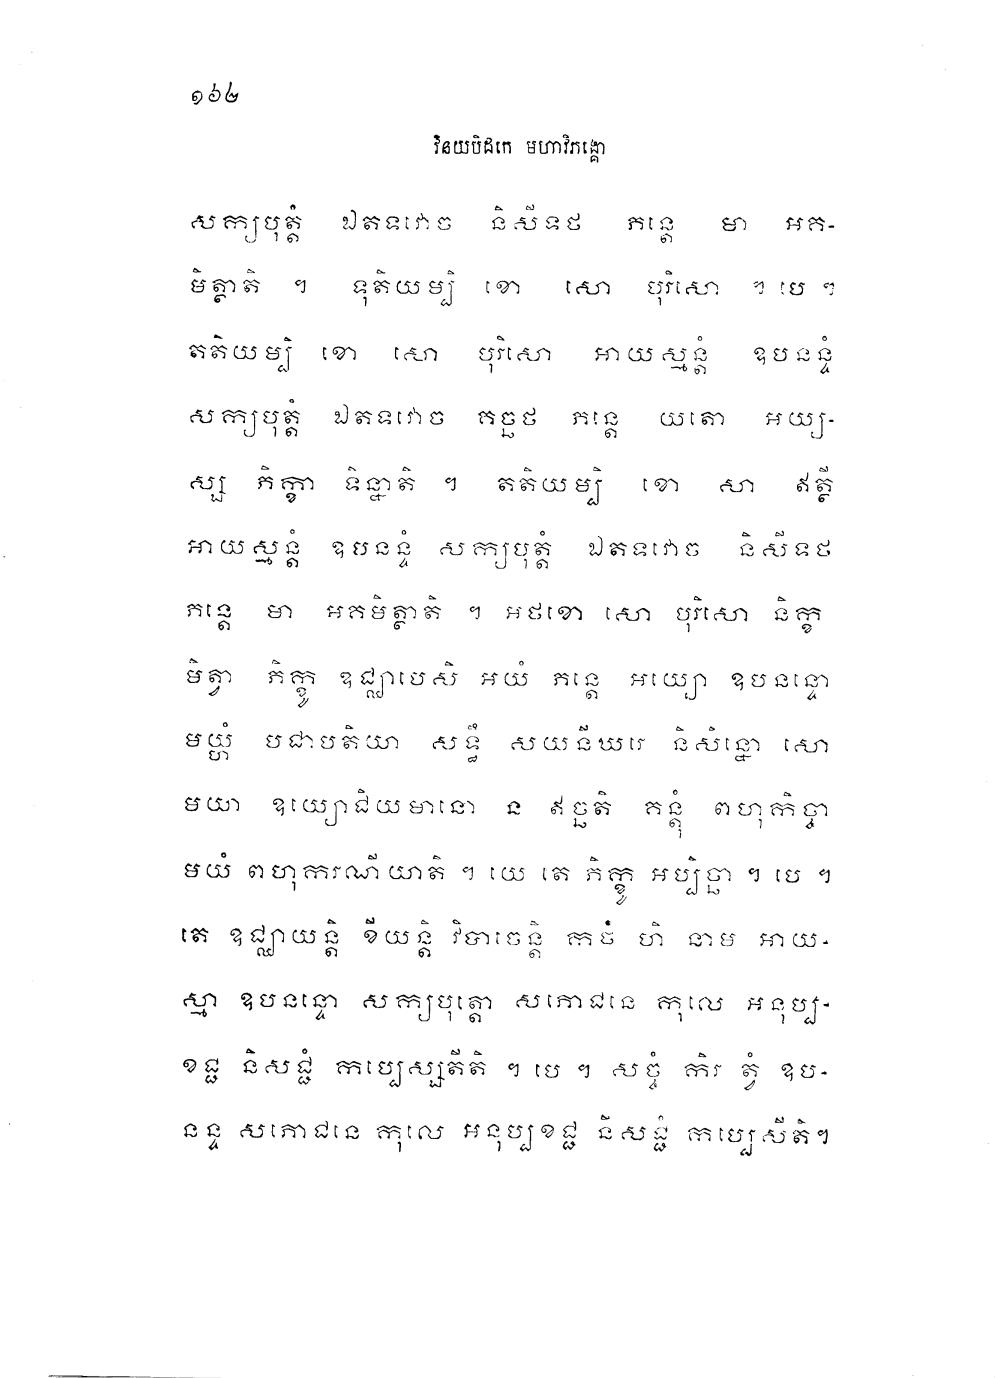 ១៦២
វិនយបិដកេ មហាវិភង្គោ
សក្យបុត្តំ ឯតទវោច និសីទថ ភន្តេ មា អគ-
មិត្ថាតិ ។ ទុតិយម្បិ ខោ សោ បុរិសោ ។ បេ ។
តតិយម្បិ ខោ សោ បុរិសោ អាយស្មន្តំ ឧបនន្ទំ
សក្យបុត្តំ ឯតទវោច គច្ឆថ ភន្តេ យតោ អយ្យ-
ស្ស ភិក្ខា ទិន្នាតិ ។ តតិយម្បិ ខោ សា ឥត្ថី
អាយស្មន្តំ ឧបនន្ទំ សក្យបុត្តំ ឯតទវោច និសីទថ
ភន្តេ មា អគមិត្ថាតិ ។ អថខោ សោ បុរិសោ និក្ខ
មិត្វា ភិក្ខូ ឧជ្ឈាបេសិ អយំ ភន្តេ អយ្យោ ឧបនន្ទោ
មយ្ហំ បជាបតិយា សទ្ធឹ សយនីឃរេ និសិន្នោ សោ
មយា ឧយ្យោជិយមានោ ន ឥច្ឆតិ គន្តុំ ពហុកិច្ចា
មយំ ពហុករណីយាតិ ។ យេ តេ ភិក្ខូ អប្បិច្ឆា ។ បេ ។
តេ ឧជ្ឈាយន្តិ ខីយន្តិ វិបាចេន្តិ កថំ ហិ នាម អាយ-
ស្មា ឧបនន្ទោ សក្យបុត្តោ សភោជនេ កុលេ អនុប្ប-
ខជ្ជ និសជ្ជំ កប្បេស្សតីតិ ។ បេ ។ សច្ចំ កិរ ត្វំ ឧប-
នន្ទ សភោជនេ កុលេ អនុប្បខជ្ជ និសជ្ជំ កប្បេសីតិ។